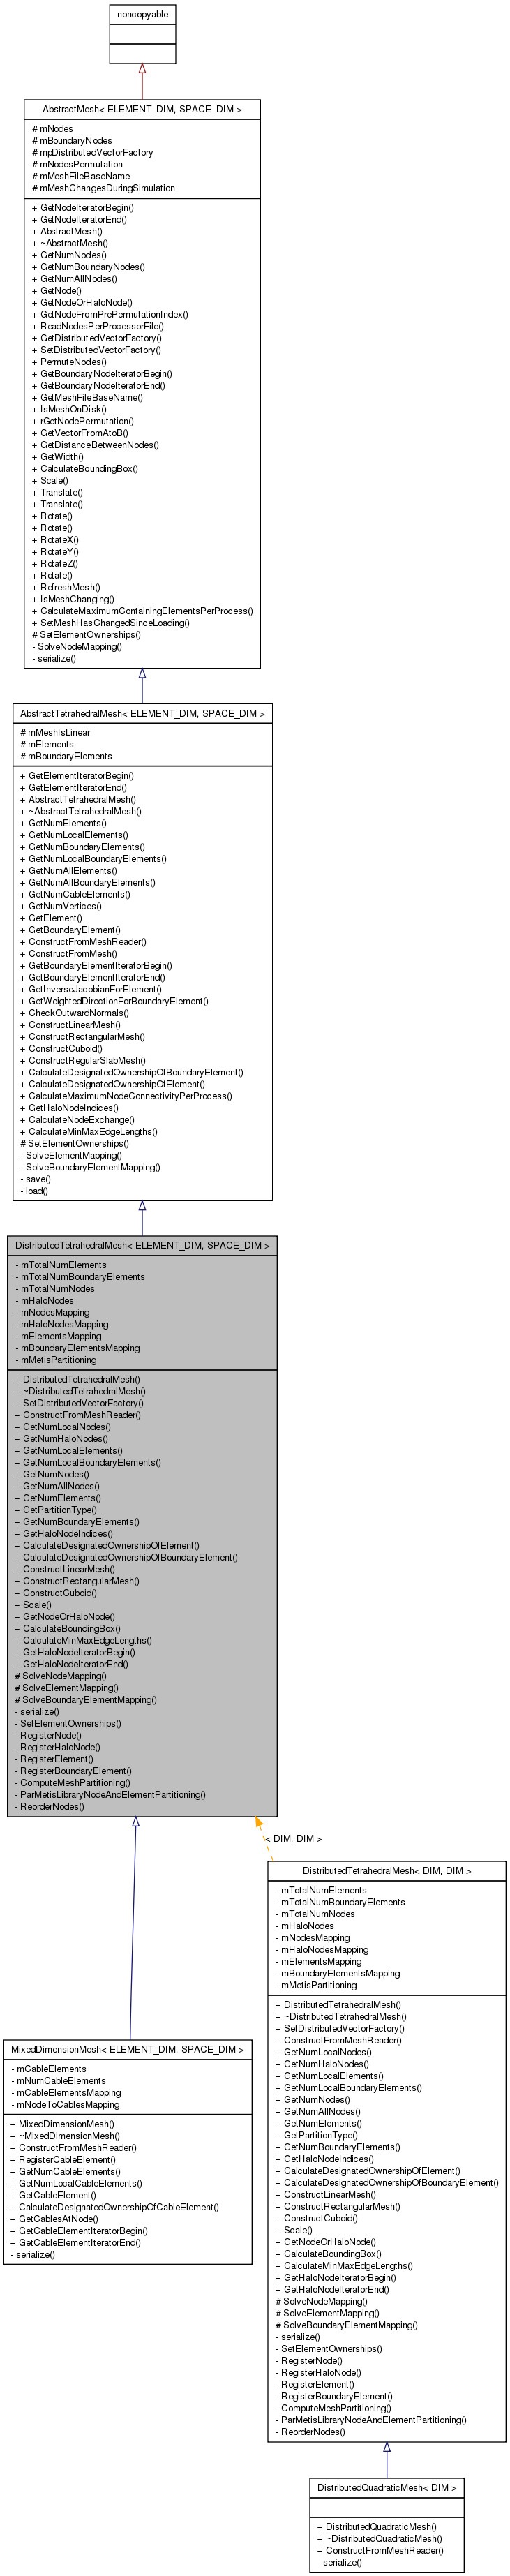 noncopyable
AbstractMesh< ELEMENT_DIM, SPACE_DIM >
# mNodes
# mBoundaryNodes
# mpDistributedVectorFactory
# mNodesPermutation
# mMeshFileBaseName
# mMeshChangesDuringSimulation
+ GetNodeIteratorBegin()
+ GetNodeIteratorEnd()
+ AbstractMesh()
+ ~AbstractMesh()
+ GetNumNodes()
+ GetNumBoundaryNodes()
+ GetNumAllNodes()
+ GetNode()
+ GetNodeOrHaloNode()
+ GetNodeFromPrePermutationIndex()
+ ReadNodesPerProcessorFile()
+ GetDistributedVectorFactory()
+ SetDistributedVectorFactory()
+ PermuteNodes()
+ GetBoundaryNodeIteratorBegin()
+ GetBoundaryNodeIteratorEnd()
+ GetMeshFileBaseName()
+ IsMeshOnDisk()
+ rGetNodePermutation()
+ GetVectorFromAtoB()
+ GetDistanceBetweenNodes()
+ GetWidth()
+ CalculateBoundingBox()
+ Scale()
+ Translate()
+ Translate()
+ Rotate()
+ Rotate()
+ RotateX()
+ RotateY()
+ RotateZ()
+ Rotate()
+ RefreshMesh()
+ IsMeshChanging()
+ CalculateMaximumContainingElementsPerProcess()
+ SetMeshHasChangedSinceLoading()
# SetElementOwnerships()
- SolveNodeMapping()
- serialize()
AbstractTetrahedralMesh< ELEMENT_DIM, SPACE_DIM >
# mMeshIsLinear
# mElements
# mBoundaryElements
+ GetElementIteratorBegin()
+ GetElementIteratorEnd()
+ AbstractTetrahedralMesh()
+ ~AbstractTetrahedralMesh()
+ GetNumElements()
+ GetNumLocalElements()
+ GetNumBoundaryElements()
+ GetNumLocalBoundaryElements()
+ GetNumAllElements()
+ GetNumAllBoundaryElements()
+ GetNumCableElements()
+ GetNumVertices()
+ GetElement()
+ GetBoundaryElement()
+ ConstructFromMeshReader()
+ ConstructFromMesh()
+ GetBoundaryElementIteratorBegin()
+ GetBoundaryElementIteratorEnd()
+ GetInverseJacobianForElement()
+ GetWeightedDirectionForBoundaryElement()
+ CheckOutwardNormals()
+ ConstructLinearMesh()
+ ConstructRectangularMesh()
+ ConstructCuboid()
+ ConstructRegularSlabMesh()
+ CalculateDesignatedOwnershipOfBoundaryElement()
+ CalculateDesignatedOwnershipOfElement()
+ CalculateMaximumNodeConnectivityPerProcess()
+ GetHaloNodeIndices()
+ CalculateNodeExchange()
+ CalculateMinMaxEdgeLengths()
# SetElementOwnerships()
- SolveElementMapping()
- SolveBoundaryElementMapping()
- save()
- load()
DistributedTetrahedralMesh< ELEMENT_DIM, SPACE_DIM >
- mTotalNumElements
- mTotalNumBoundaryElements
- mTotalNumNodes
- mHaloNodes
- mNodesMapping
- mHaloNodesMapping
- mElementsMapping
- mBoundaryElementsMapping
- mMetisPartitioning
+ DistributedTetrahedralMesh()
+ ~DistributedTetrahedralMesh()
+ SetDistributedVectorFactory()
+ ConstructFromMeshReader()
+ GetNumLocalNodes()
+ GetNumHaloNodes()
+ GetNumLocalElements()
+ GetNumLocalBoundaryElements()
+ GetNumNodes()
+ GetNumAllNodes()
+ GetNumElements()
+ GetPartitionType()
+ GetNumBoundaryElements()
+ GetHaloNodeIndices()
+ CalculateDesignatedOwnershipOfElement()
+ CalculateDesignatedOwnershipOfBoundaryElement()
+ ConstructLinearMesh()
+ ConstructRectangularMesh()
+ ConstructCuboid()
+ Scale()
+ GetNodeOrHaloNode()
+ CalculateBoundingBox()
+ CalculateMinMaxEdgeLengths()
+ GetHaloNodeIteratorBegin()
+ GetHaloNodeIteratorEnd()
# SolveNodeMapping()
# SolveElementMapping()
# SolveBoundaryElementMapping()
- serialize()
- SetElementOwnerships()
- RegisterNode()
- RegisterHaloNode()
- RegisterElement()
- RegisterBoundaryElement()
- ComputeMeshPartitioning()
- ParMetisLibraryNodeAndElementPartitioning()
- ReorderNodes()
< DIM, DIM >
DistributedTetrahedralMesh< DIM, DIM >
- mTotalNumElements
- mTotalNumBoundaryElements
- mTotalNumNodes
- mHaloNodes
- mNodesMapping
- mHaloNodesMapping
- mElementsMapping
- mBoundaryElementsMapping
- mMetisPartitioning
+ DistributedTetrahedralMesh()
+ ~DistributedTetrahedralMesh()
+ SetDistributedVectorFactory()
+ ConstructFromMeshReader()
+ GetNumLocalNodes()
+ GetNumHaloNodes()
+ GetNumLocalElements()
+ GetNumLocalBoundaryElements()
+ GetNumNodes()
+ GetNumAllNodes()
+ GetNumElements()
+ GetPartitionType()
+ GetNumBoundaryElements()
+ GetHaloNodeIndices()
+ CalculateDesignatedOwnershipOfElement()
+ CalculateDesignatedOwnershipOfBoundaryElement()
+ ConstructLinearMesh()
+ ConstructRectangularMesh()
+ ConstructCuboid()
+ Scale()
+ GetNodeOrHaloNode()
+ CalculateBoundingBox()
+ CalculateMinMaxEdgeLengths()
+ GetHaloNodeIteratorBegin()
+ GetHaloNodeIteratorEnd()
# SolveNodeMapping()
# SolveElementMapping()
# SolveBoundaryElementMapping()
- serialize()
- SetElementOwnerships()
- RegisterNode()
- RegisterHaloNode()
- RegisterElement()
- RegisterBoundaryElement()
- ComputeMeshPartitioning()
- ParMetisLibraryNodeAndElementPartitioning()
- ReorderNodes()
MixedDimensionMesh< ELEMENT_DIM, SPACE_DIM >
- mCableElements
- mNumCableElements
- mCableElementsMapping
- mNodeToCablesMapping
+ MixedDimensionMesh()
+ ~MixedDimensionMesh()
+ ConstructFromMeshReader()
+ RegisterCableElement()
+ GetNumCableElements()
+ GetNumLocalCableElements()
+ GetCableElement()
+ CalculateDesignatedOwnershipOfCableElement()
+ GetCablesAtNode()
+ GetCableElementIteratorBegin()
+ GetCableElementIteratorEnd()
- serialize()
DistributedQuadraticMesh< DIM >
+ DistributedQuadraticMesh()
+ ~DistributedQuadraticMesh()
+ ConstructFromMeshReader()
- serialize()